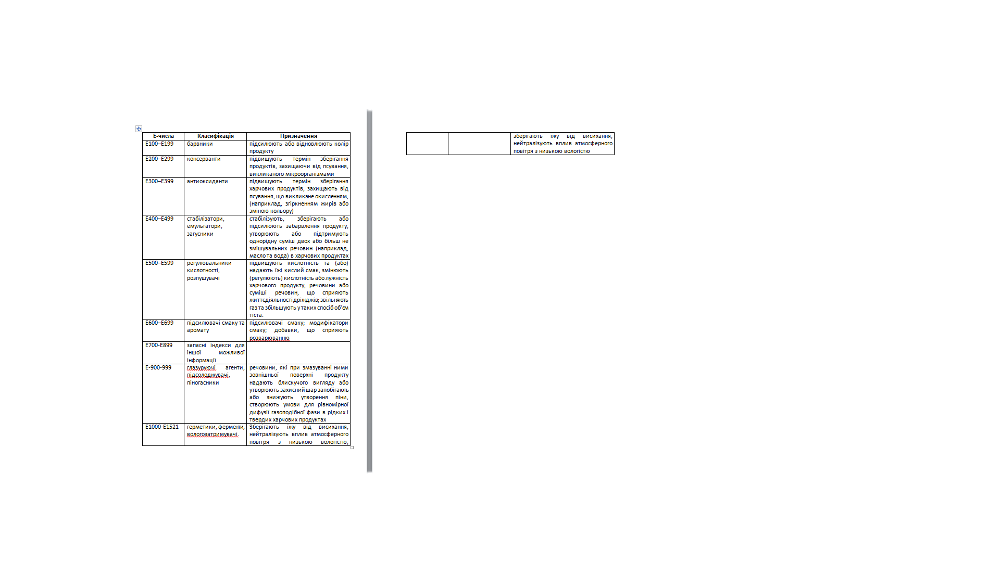 Е-числа Класифікація Призначення
Е100–Е199 барвники підсилюють або відновлюють колір
продукту
Е200–Е299 консерванти підвищують термін зберігання
продуктів, захищаючи від псування,
викликаного мікроорганізмами
Е300–Е399 антиоксиданти підвищують термін зберігання
харчових продуктів, захищають від
псування, що викликане окисленням,
(наприклад, згіркненням жирів або
зміною кольору)
Е400–Е499 стабілізатори, стабілізують, зберігають або
емульгатори, підсилюють забарвлення продукту,
загусники утворюють або підтримують
однорідну суміш двох або більш не
змішувальних речовин (наприклад,
масло та вода) в харчових продуктах
Е500–Е599 регулювальники підвищують кислотність та (або)
кислотності, надають їжі кислий смак, змінюють
розпушувачі (регулюють) кислотність або лужність
харчового продукту, речовини або
суміші речовин, що сприяють
життєдіяльності дріжджів; звільняють
газ та збільшують у таких спосіб об’єм
тіста.
Е600–Е699 підсилювачі смаку та підсилювачі смаку; модифікатори
аромату смаку; добавки, що сприяють
розварюванню
Е700-Е899 запасні індекси для
іншої можливої
інформації
Е-900-999 глазуруючі агенти, речовини, які при змазуванні ними
підсолоджувачі, зовнішньої поверхні продукту
піногасники надають блискучого вигляду або
утворюють захисний шар запобігають
або знижують утворення піни,
створюють умови для рівномірної
дифузії газоподібної фази в рідких і
твердих харчових продуктах
Е1000-Е1521 герметики, ферменти, Зберігають їжу від висихання,
вологозатримувачі. нейтралізують вплив атмосферного
повітря з низькою вологістю,
зберігають їжу від висихання,
нейтралізують вплив атмосферного
повітря з низькою вологістю